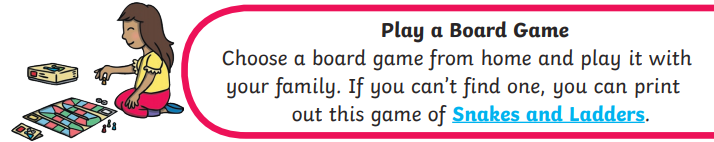 Play a Board Game
Choose a board game from home and play it with
your family. If you can’t find one, you can print
out this game of Snakes and Ladders.